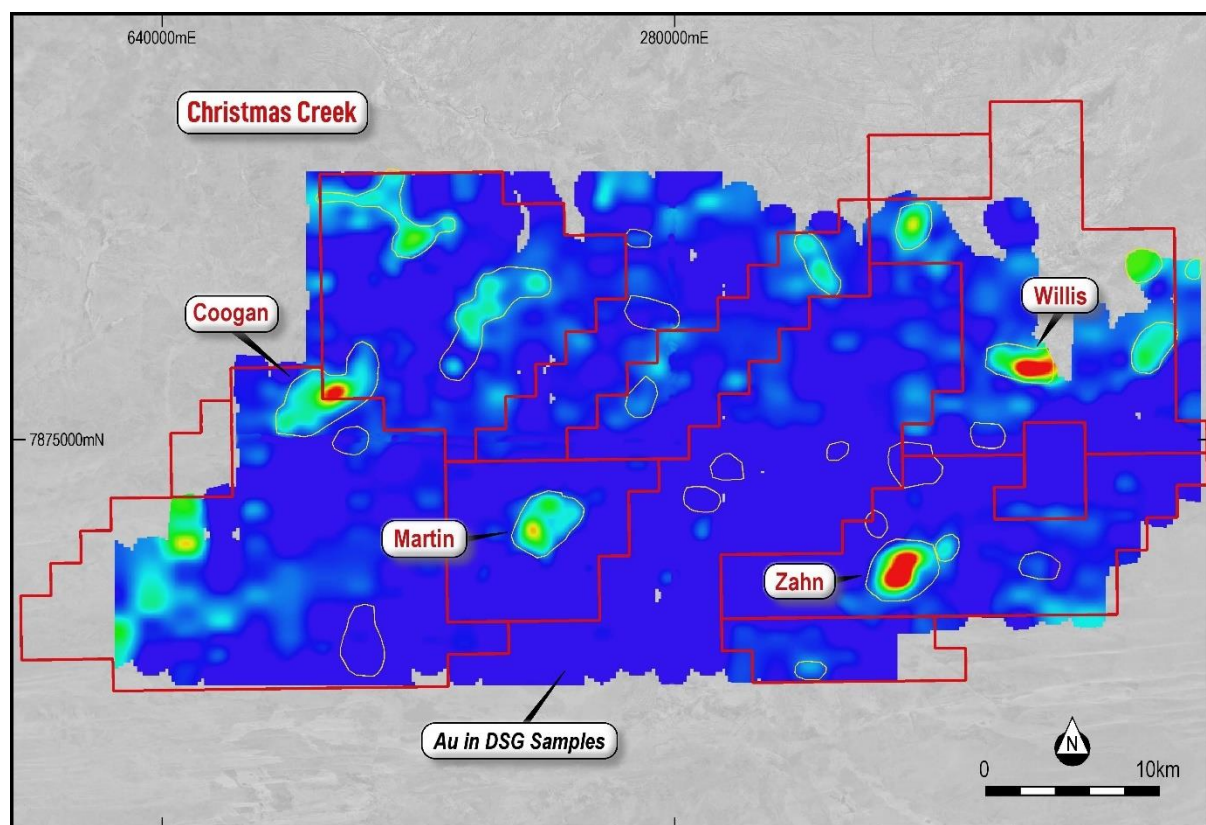 640000mE
280000mE
Christmas Creek
Coogan
Willis
7875000mN
Martin
Zahn
Au in DSG Samples
N
0 10km